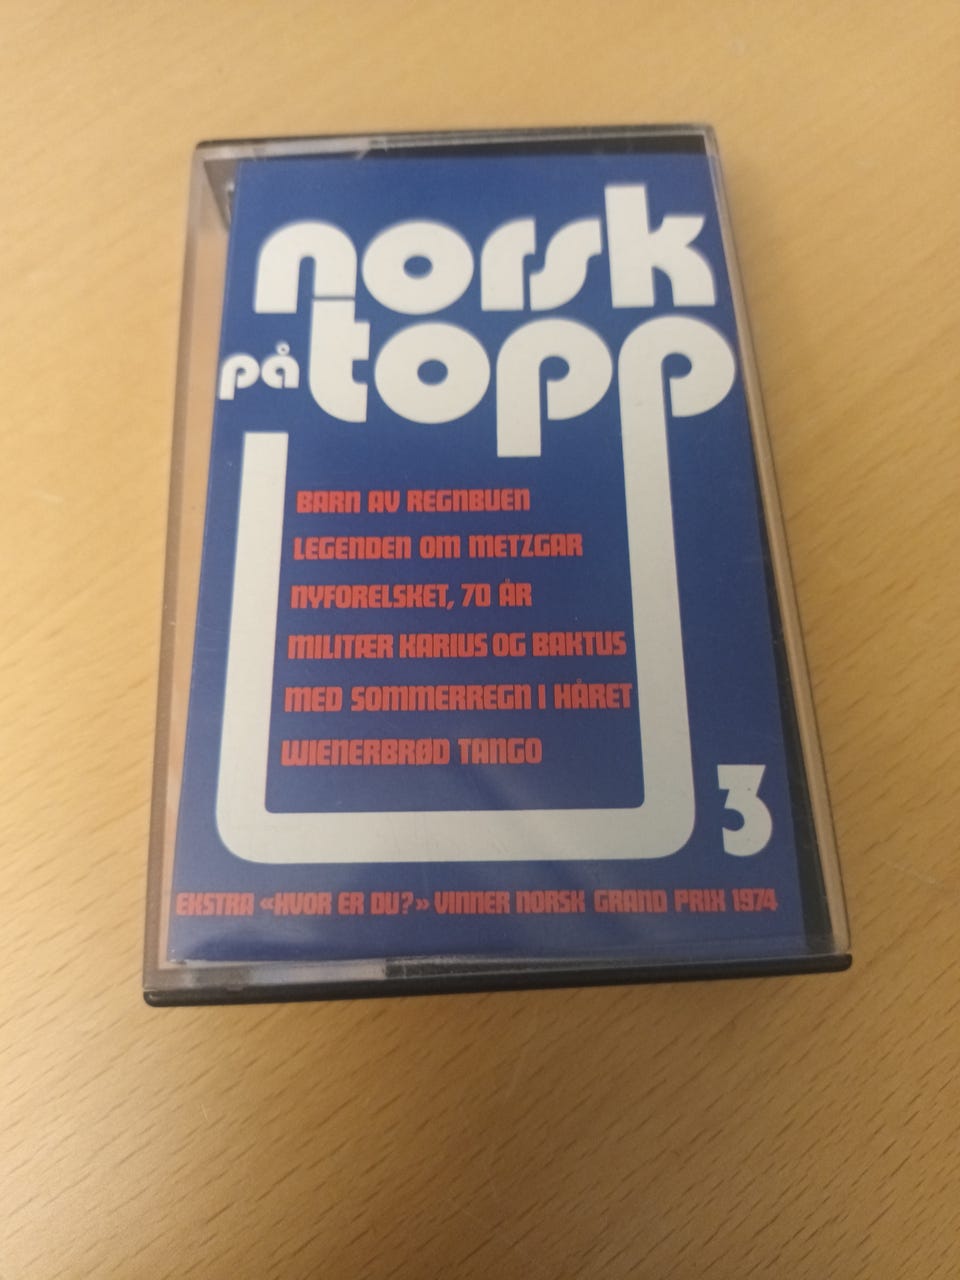 norsk
på topp
BARN AV REGNBUEN
LEGENDEN OM METZGAR
NYFORELSKET, 70 ÅR
MILITÆR KARIUS OG BAKTUS
MED SOMMERREGN I HÅRET
WIENERBRØD TANGO
3
EKSTRA «HVOR ER DU?» VINNER NORSK GRAND PRIX 1974